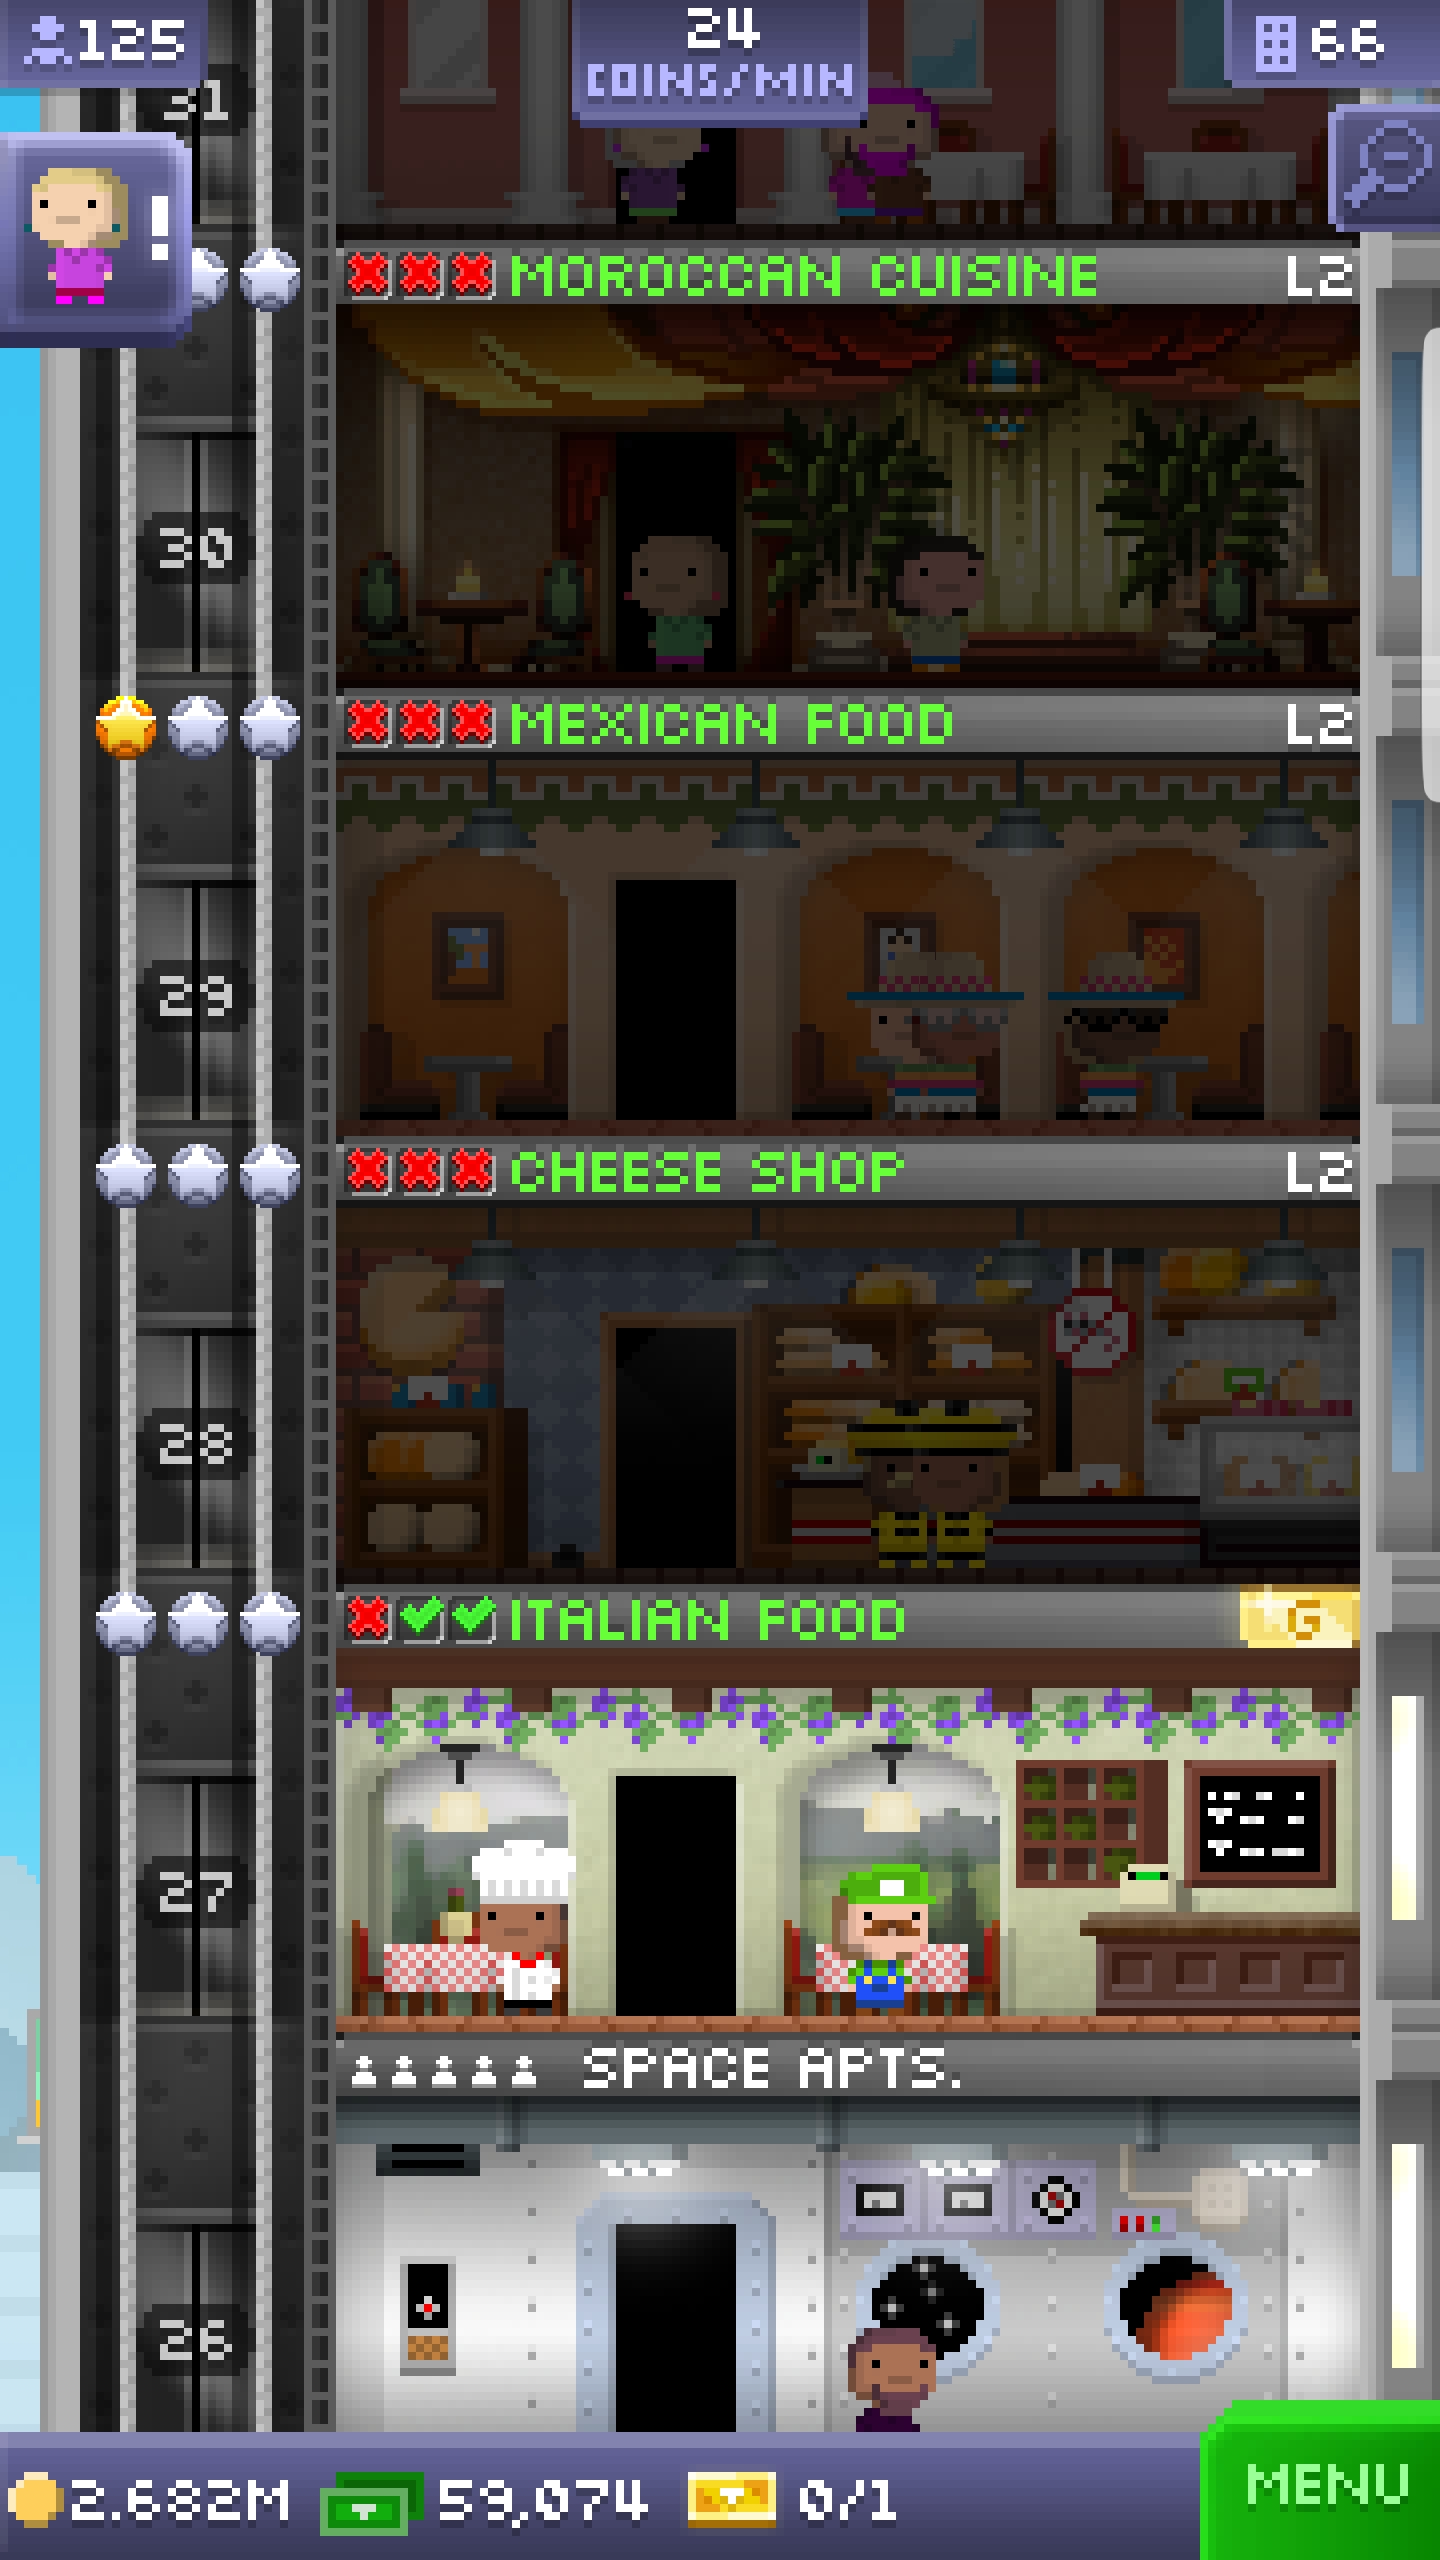 125
24
COINS/MIN
66
31
!
MOROCCAN CUISINE L2
30
MEXICAN FOOD L2
29
CHEESE SHOP L2
28
ITALIAN FOOD G
27
SPACE APTS.
26
2.682M 59,074 0/1
MENU